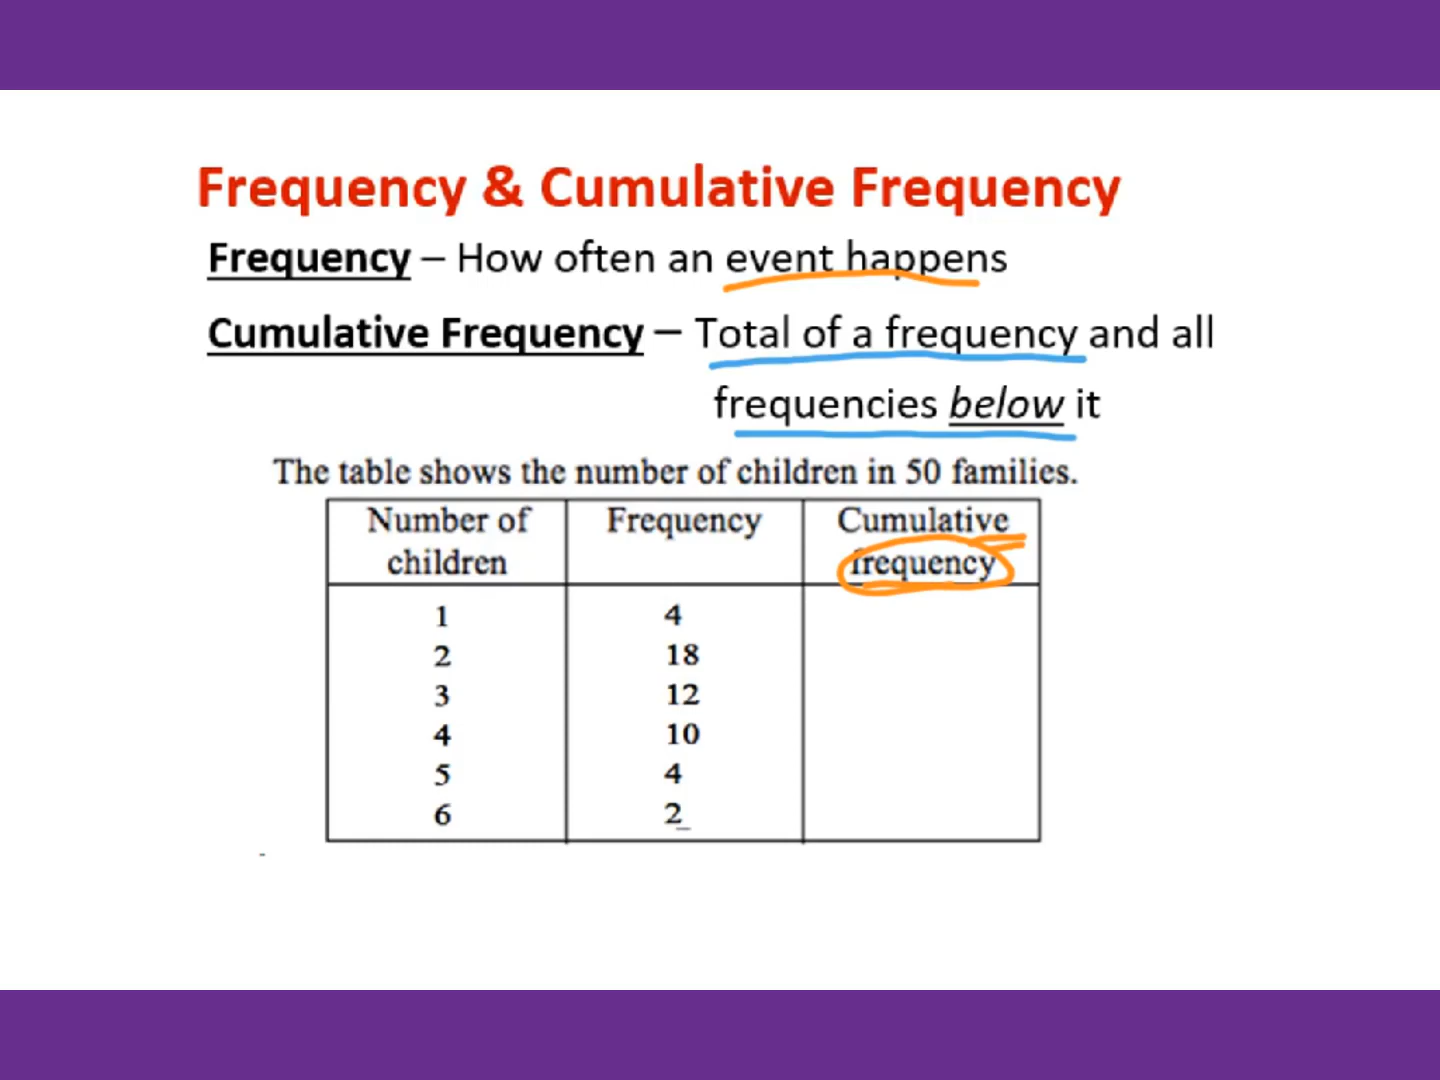 Frequency & Cumulative Frequency
Frequency – How often an event happens
Cumulative Frequency – Total of a frequency and all
frequencies below it
The table shows the number of children in 50 families.
Number of children Frequency Cumulative frequency
1 4
2 18
3 12
4 10
5 4
6 2